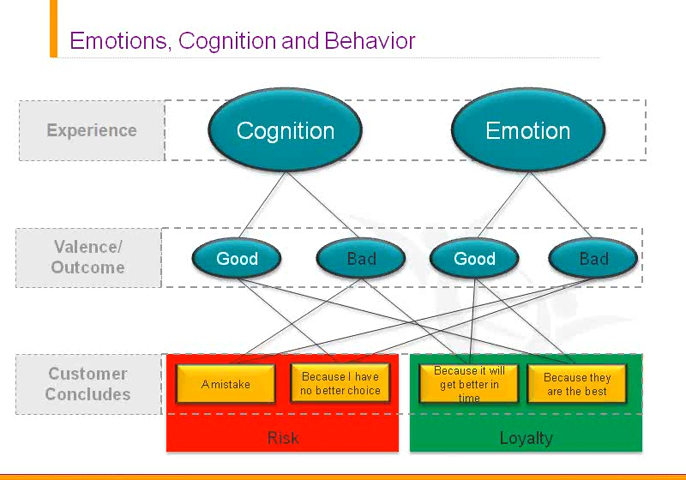 Emotions, Cognition and Behavior
Experience
Cognition
Emotion
Valence/
Outcome
Good
Bad
Good
Bad
Customer
Concludes
A mistake
Because I have
no better choice
Because it will
get better in
time
Because they
are the best
Risk
Loyalty